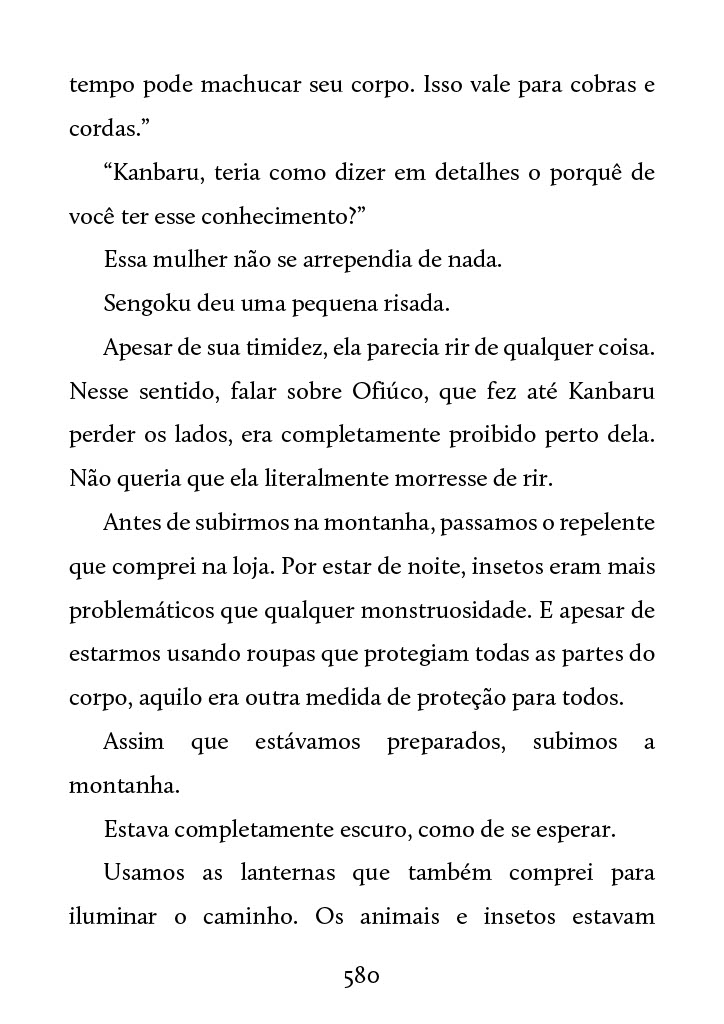 tempo pode machucar seu corpo. Isso vale para cobras e
cordas.”
“Kanbaru, teria como dizer em detalhes o porquê de
você ter esse conhecimento?”
Essa mulher não se arrependia de nada.
Sengoku deu uma pequena risada.
Apesar de sua timidez, ela parecia rir de qualquer coisa.
Nesse sentido, falar sobre Ofiúco, que fez até Kanbaru
perder os lados, era completamente proibido perto dela.
Não queria que ela literalmente morresse de rir.
Antes de subirmos na montanha, passamos o repelente
que comprei na loja. Por estar de noite, insetos eram mais
problemáticos que qualquer monstruosidade. E apesar de
estarmos usando roupas que protegiam todas as partes do
corpo, aquilo era outra medida de proteção para todos.
Assim que estávamos preparados, subimos a
montanha.
Estava completamente escuro, como de se esperar.
Usamos as lanternas que também comprei para
iluminar o caminho. Os animais e insetos estavam
580